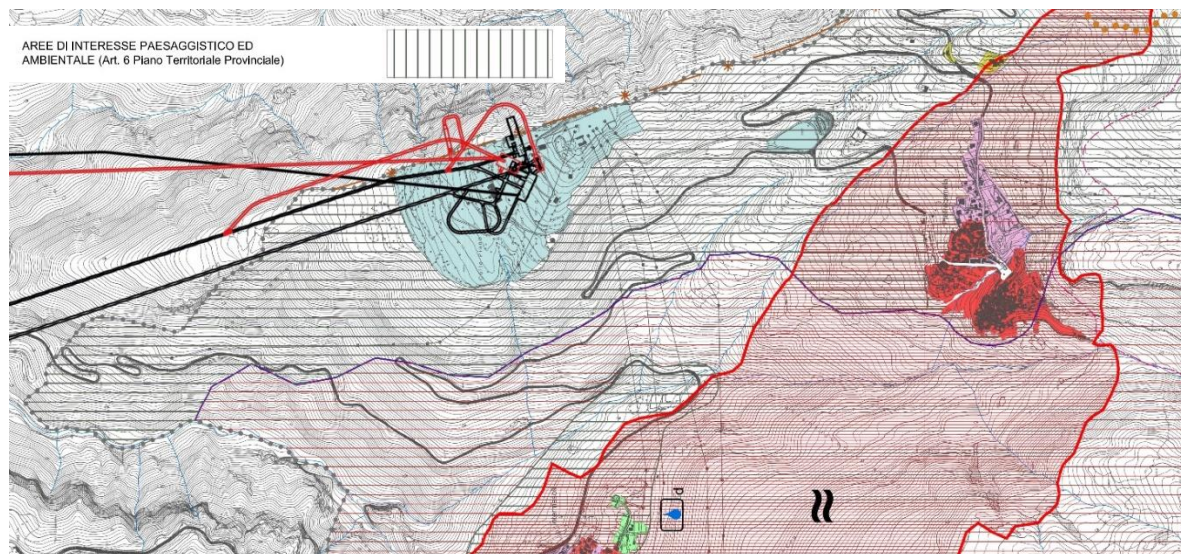 AREE DI INTERESSE PAESAGGISTICO ED
AMBIENTALE (Art. 6 Piano Territoriale Provinciale)
d